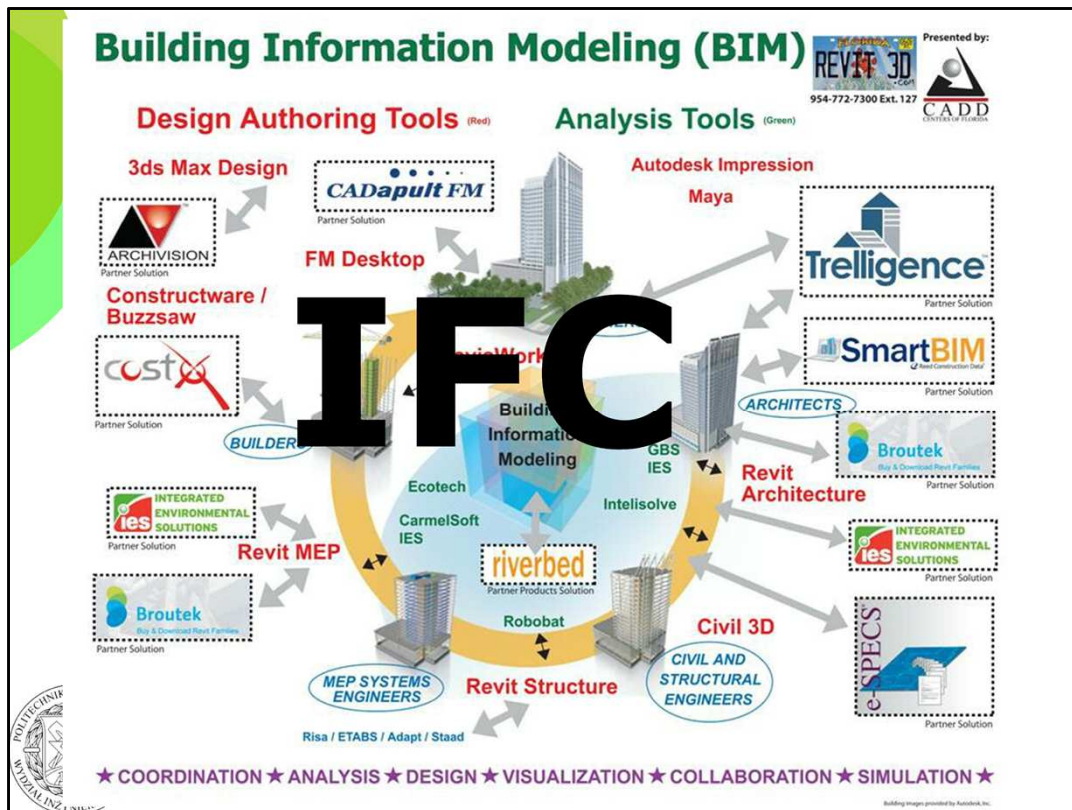 Building Information Modeling (BIM)
FLORIDA
REVIT 3D
.com
954-772-7300 Ext. 127
Presented by:
CADD
CENTERS OF FLORIDA
Design Authoring Tools (Red)
Analysis Tools (Green)
3ds Max Design
CADapult FM
Partner Solution
Autodesk Impression
Maya
ARCHIVISION
Partner Solution
FM Desktop
Trelligence
Partner Solution
Constructware /
Buzzsaw
IFC
costX
Partner Solution
BUILDERS
SmartBIM
Reed Construction Data
Partner Solution
ARCHITECTS
Building
Information
Modeling
GBS
IES
Broutek
Buy & Download Revit Families
Partner Solution
Revit
Architecture
Ecotech
Intelisolve
CarmelSoft
IES
ies INTEGRATED
ENVIRONMENTAL
SOLUTIONS
Partner Solution
Revit MEP
riverbed
Partner Products Solution
ies INTEGRATED
ENVIRONMENTAL
SOLUTIONS
Partner Solution
Broutek
Buy & Download Revit Families
Partner Solution
Robobat
Civil 3D
e-SPECS
Partner Solution
MEP SYSTEMS
ENGINEERS
Revit Structure
CIVIL AND
STRUCTURAL
ENGINEERS
Risa / ETABS / Adapt / Staad
★ COORDINATION ★ ANALYSIS ★ DESIGN ★ VISUALIZATION ★ COLLABORATION ★ SIMULATION ★
Building images provided by Autodesk, Inc.